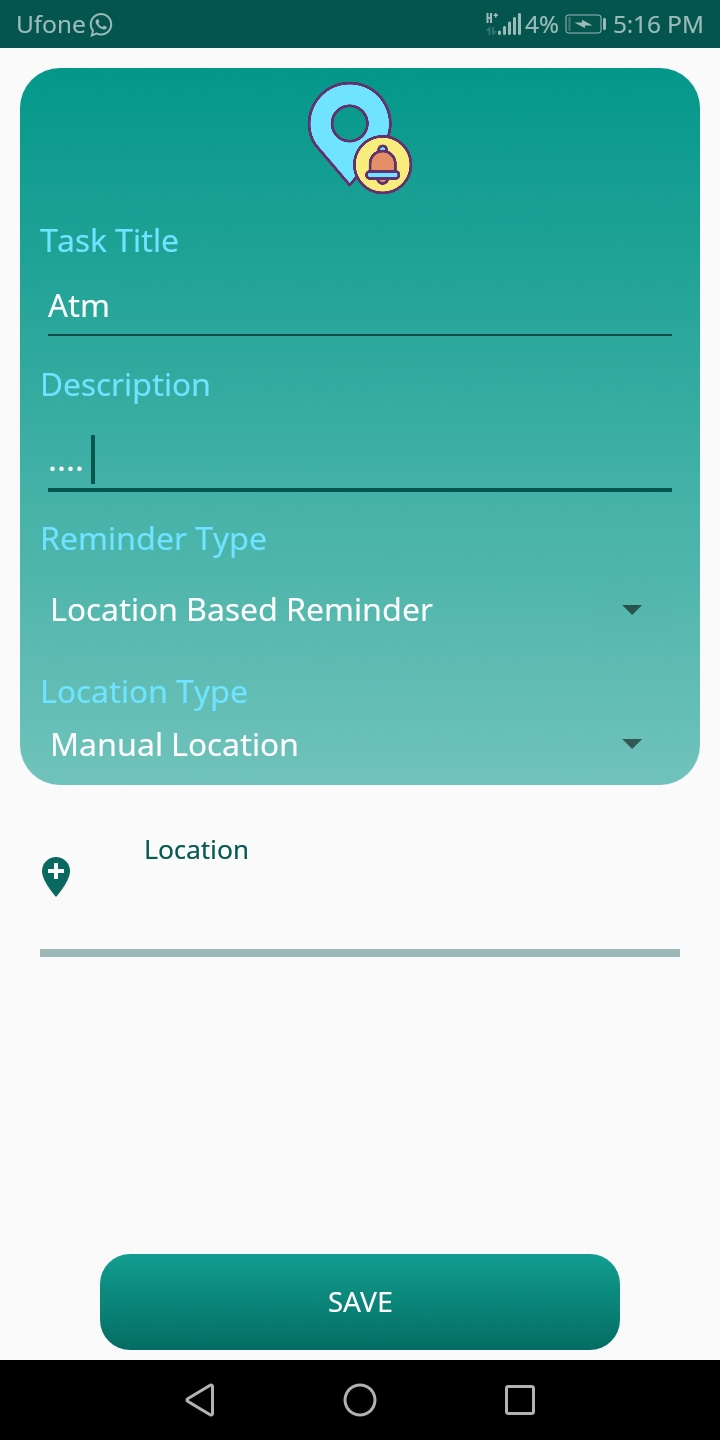 Ufone 4% 5:16 PM
Task Title
Atm
Description
....
Reminder Type
Location Based Reminder
Location Type
Manual Location
Location
SAVE